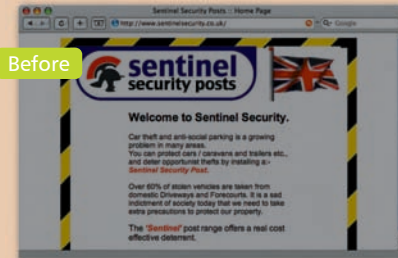 Sentinel Security Posts :: Home Page
http://www.sentinelsecurity.co.uk/
Google
Before
sentinel
security posts
Welcome to Sentinel Security.
Car theft and anti-social parking is a growing
problem in many areas.
You can protect cars / caravans and trailers etc.,
and deter opportunist thefts by installing a:-
Sentinel Security Post.
Over 60% of stolen vehicles are taken from
domestic Driveways and Forecourts. It is a sad
indictment of society today that we need to take
extra precautions to protect our property.
The 'Sentinel' post range offers a real cost
effective deterrent.